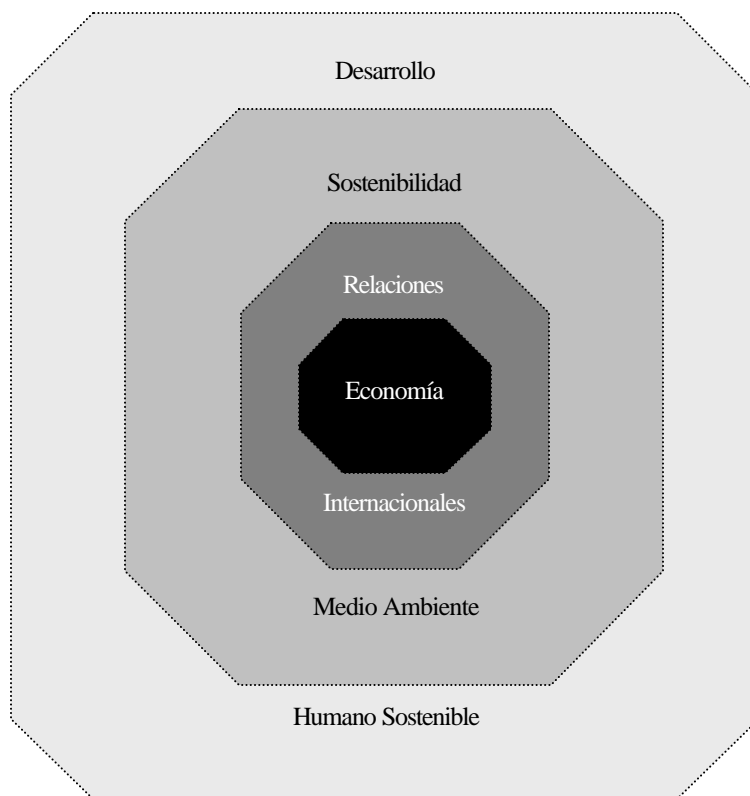 Desarrollo
Sostenibilidad
Relaciones
Economía
Internacionales
Medio Ambiente
Humano Sostenible